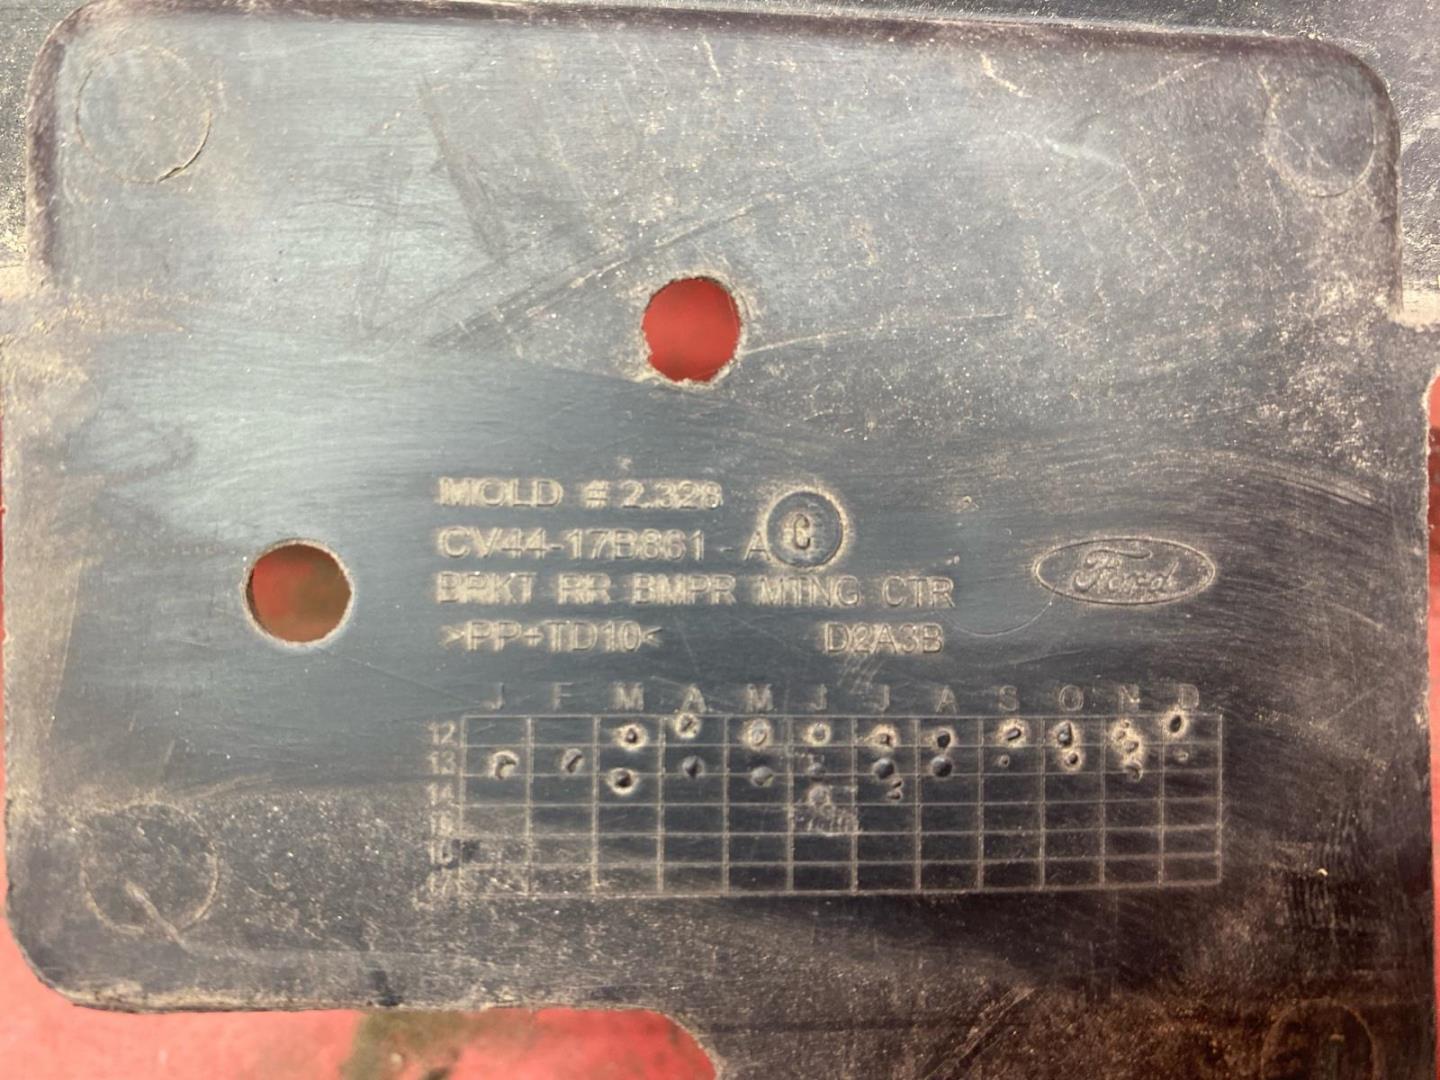 MOLD # 2.328
CV44-17B861-A C
BRKT RR BMPR MTNG CTR
Ford
>PP+TD10< D2A3B
J F M A M J J A S O N D
12
13
14